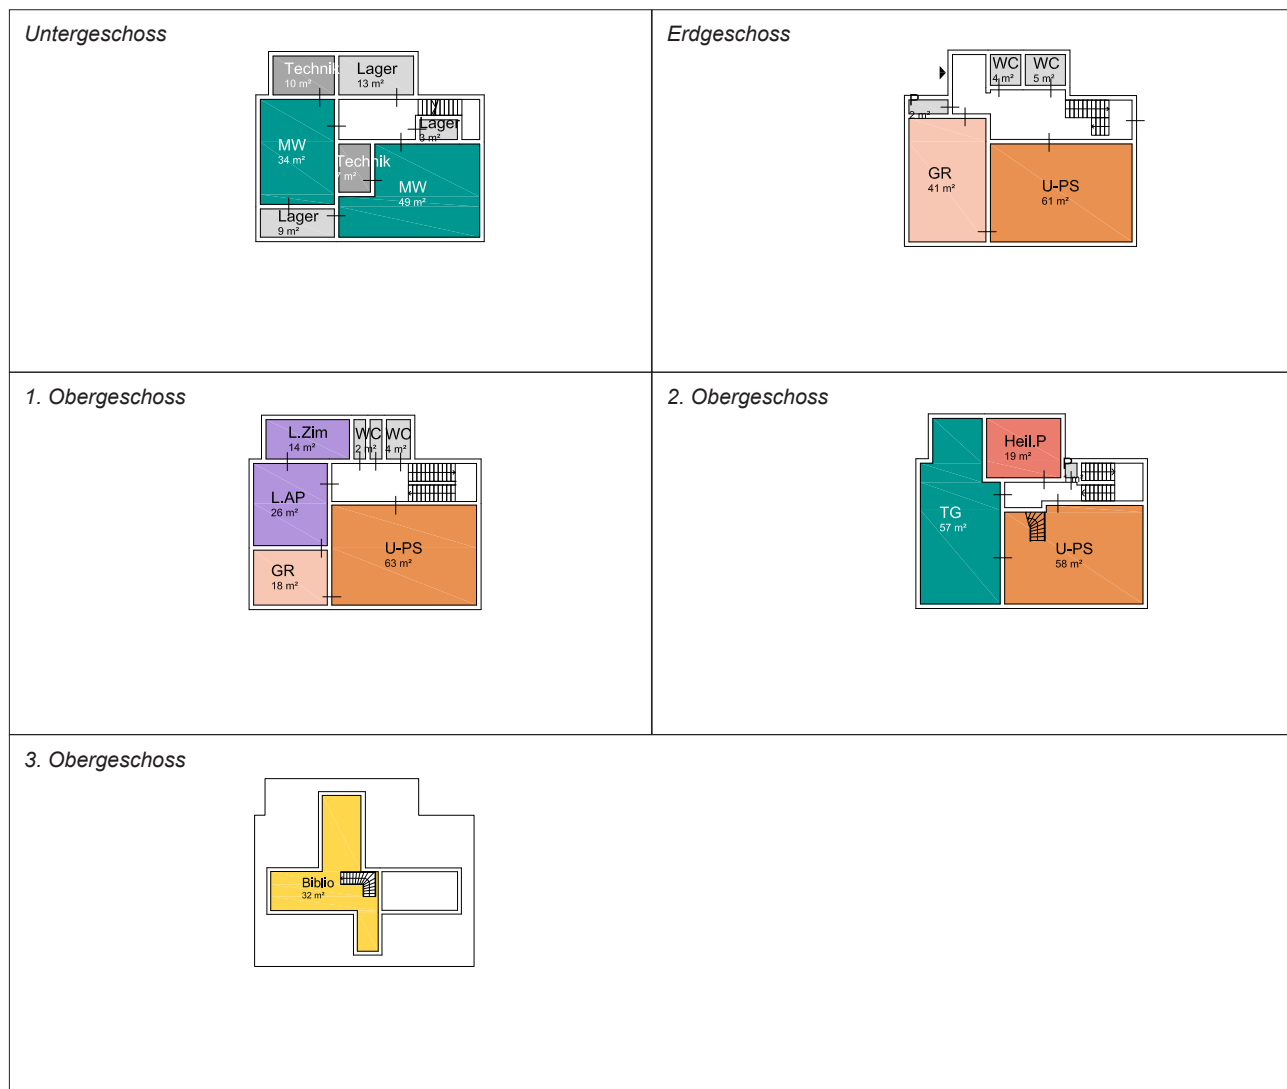 Untergeschoss
Technik
10 m²
Lager
13 m²
Lager
3 m²
MW
34 m²
Technik
7 m²
MW
49 m²
Lager
9 m²
Erdgeschoss
WC
4 m²
WC
5 m²
P
2 m²
GR
41 m²
U-PS
61 m²
1. Obergeschoss
L.Zim
14 m²
WC
2 m²
WC
4 m²
L.AP
26 m²
U-PS
63 m²
GR
18 m²
2. Obergeschoss
Heil.P
19 m²
P
TG
57 m²
U-PS
58 m²
3. Obergeschoss
Biblio
32 m²